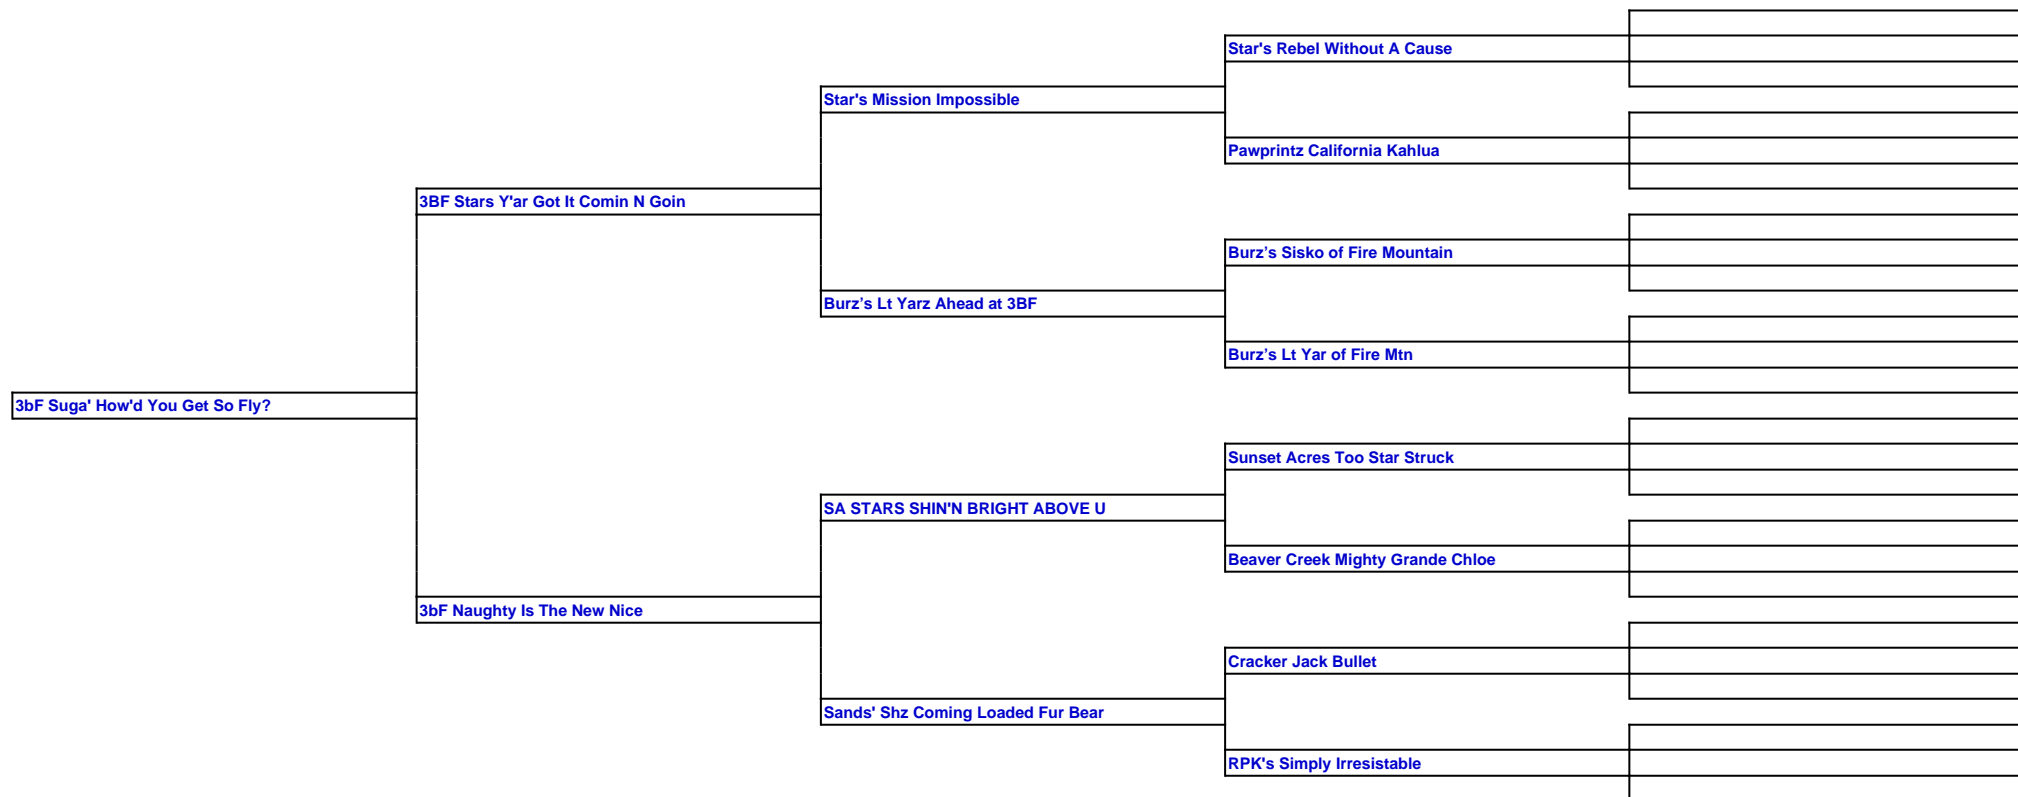 Star's Rebel Without A Cause
Star's Mission Impossible
Pawprintz California Kahlua
3BF Stars Y'ar Got It Comin N Goin
Burz’s Sisko of Fire Mountain
Burz’s Lt Yarz Ahead at 3BF
Burz’s Lt Yar of Fire Mtn
3bF Suga' How'd You Get So Fly?
Sunset Acres Too Star Struck
SA STARS SHIN'N BRIGHT ABOVE U
Beaver Creek Mighty Grande Chloe
3bF Naughty Is The New Nice
Cracker Jack Bullet
Sands' Shz Coming Loaded Fur Bear
RPK's Simply Irresistable